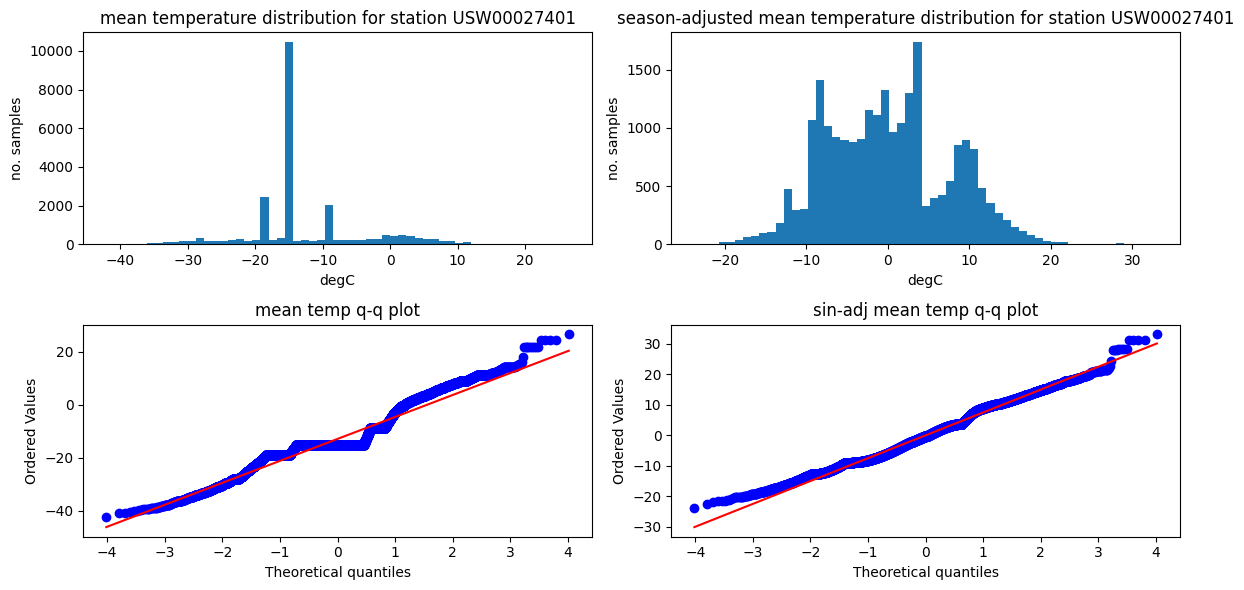 mean temperature distribution for station USW00027401
no. samples
10000
8000
6000
4000
2000
0
−40 −30 −20 −10 0 10 20
degC
season-adjusted mean temperature distribution for station USW00027401
no. samples
1500
1000
500
0
−20 −10 0 10 20 30
degC
mean temp q-q plot
Ordered Values
20
0
−20
−40
−4 −3 −2 −1 0 1 2 3 4
Theoretical quantiles
sin-adj mean temp q-q plot
Ordered Values
30
20
10
0
−10
−20
−30
−4 −3 −2 −1 0 1 2 3 4
Theoretical quantiles